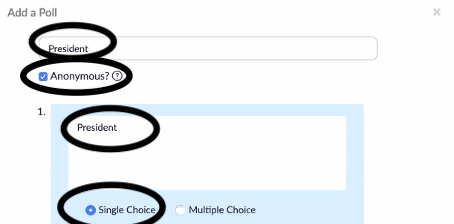 Add a Poll ×
President
Anonymous? ?
1.
President
Single Choice Multiple Choice